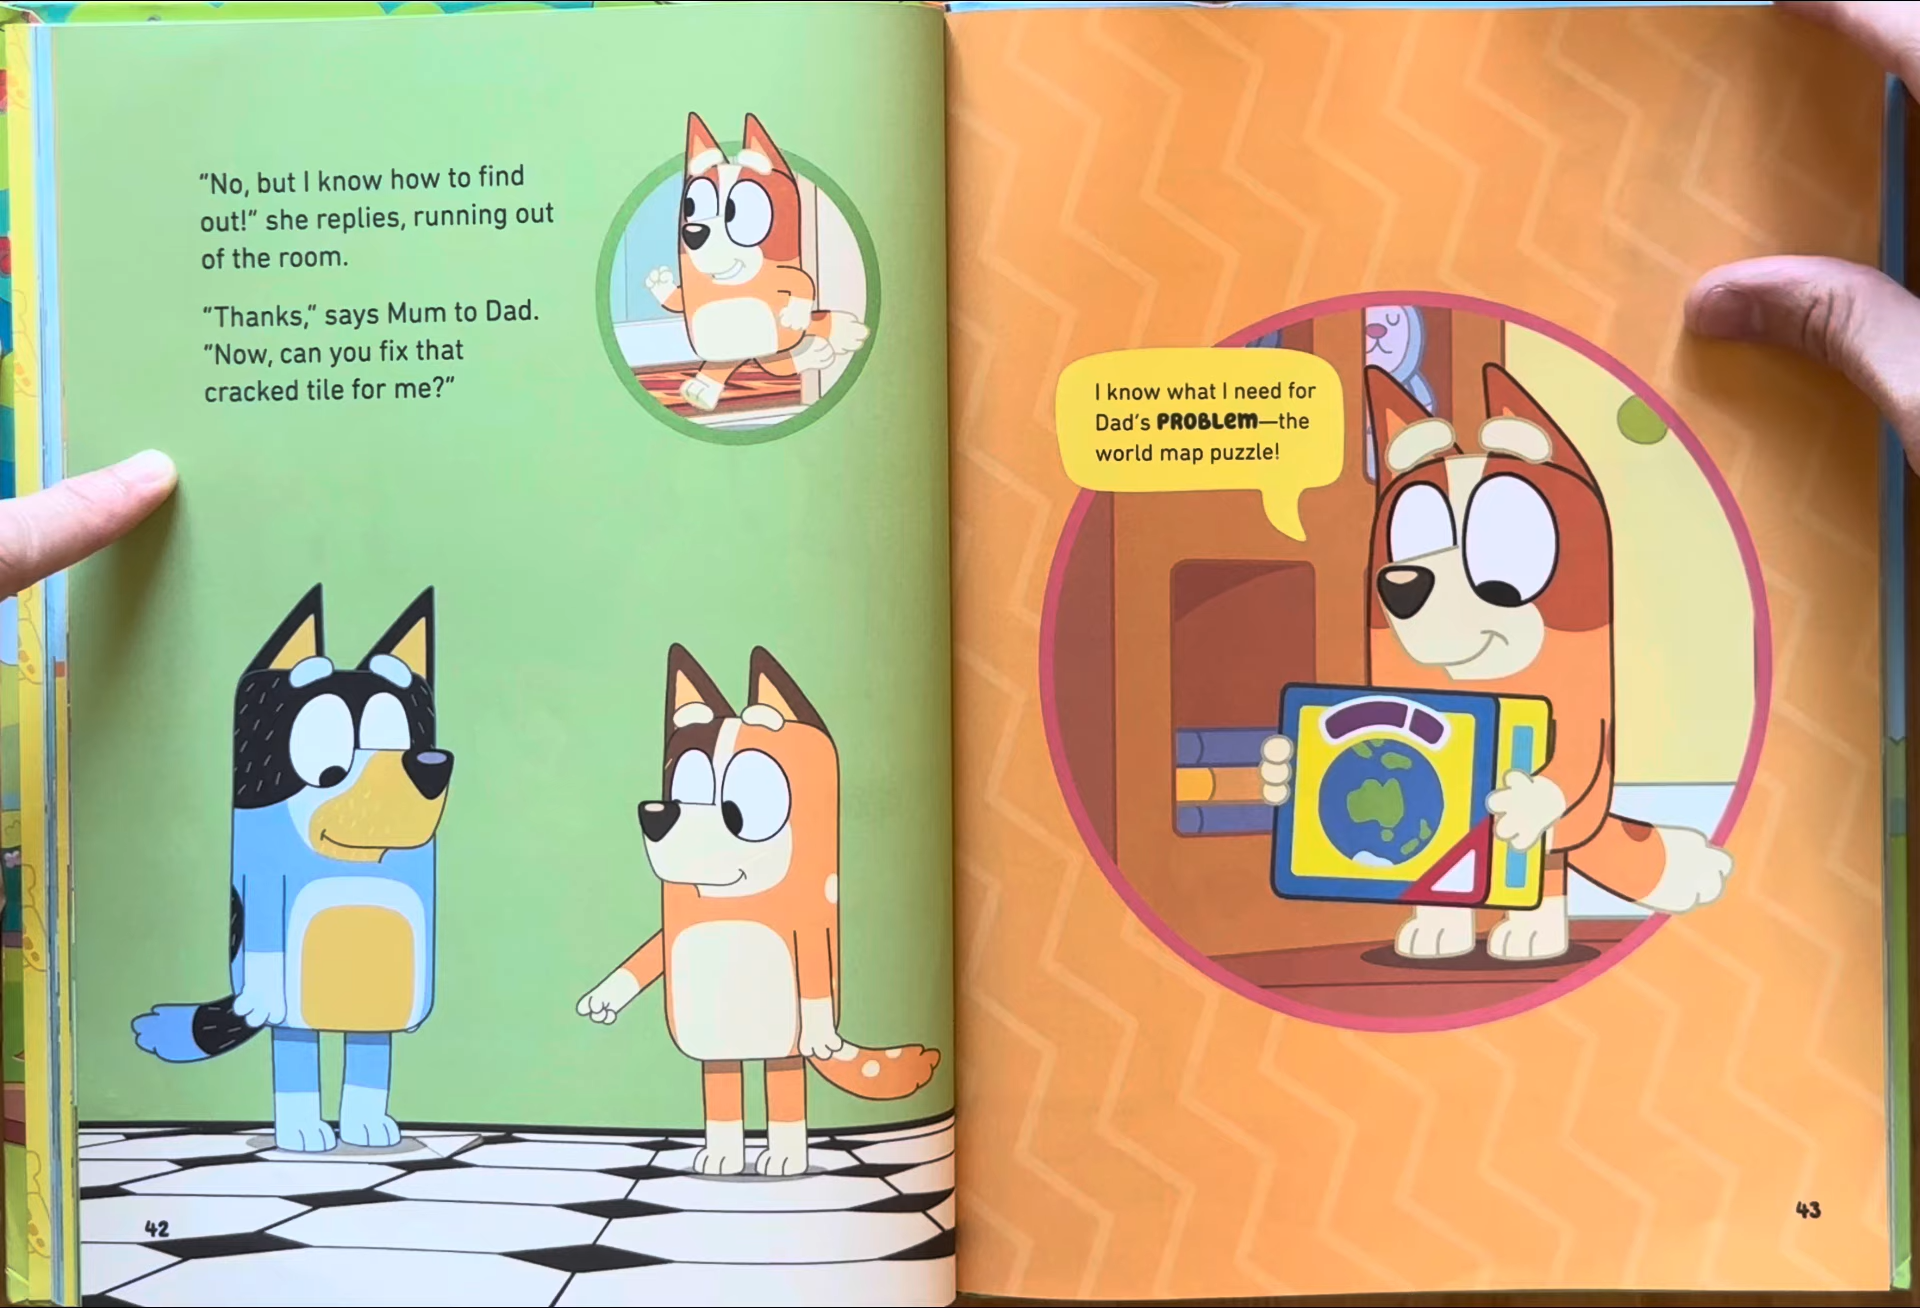 “No, but I know how to find
out!” she replies, running out
of the room.
“Thanks,” says Mum to Dad.
“Now, can you fix that
cracked tile for me?”
42
I know what I need for
Dad’s PROBLEM—the
world map puzzle!
43